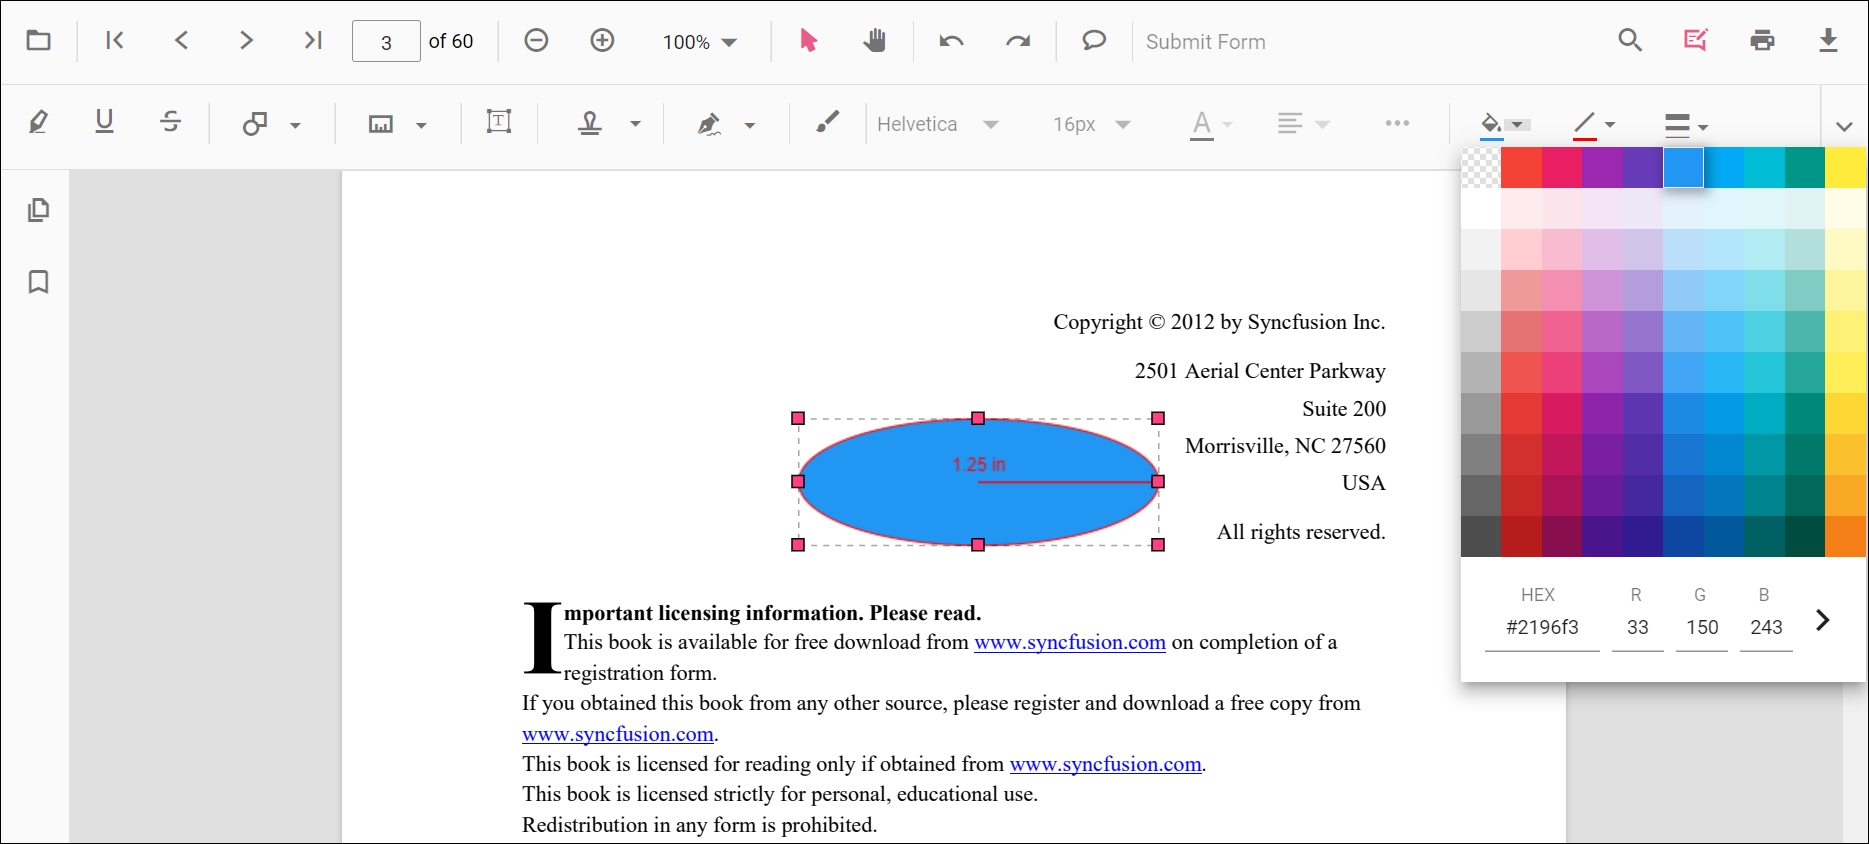 3 of 60 100% Submit Form
Helvetica 16px A
Copyright © 2012 by Syncfusion Inc.
2501 Aerial Center Parkway
Suite 200
Morrisville, NC 27560
1.25 in
USA
All rights reserved.
Important licensing information. Please read.
This book is available for free download from www.syncfusion.com on completion of a
registration form.
If you obtained this book from any other source, please register and download a free copy from
www.syncfusion.com.
This book is licensed for reading only if obtained from www.syncfusion.com.
This book is licensed strictly for personal, educational use.
Redistribution in any form is prohibited.
HEX R G B
#2196f3 33 150 243